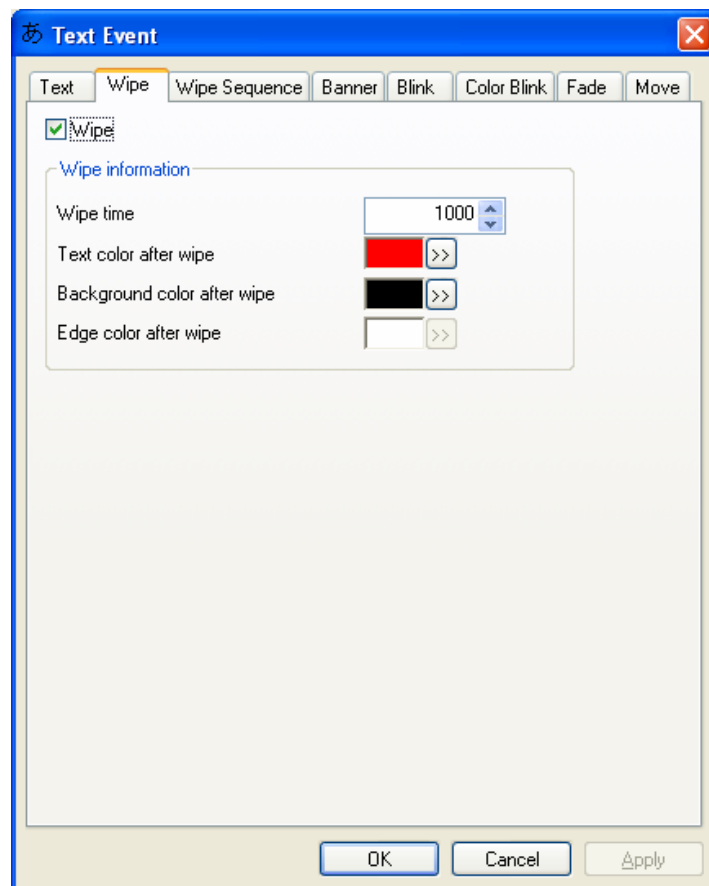 あ Text Event
Text Wipe Wipe Sequence Banner Blink Color Blink Fade Move
Wipe
Wipe information
Wipe time 1000
Text color after wipe >>
Background color after wipe >>
Edge color after wipe >>
OK Cancel Apply